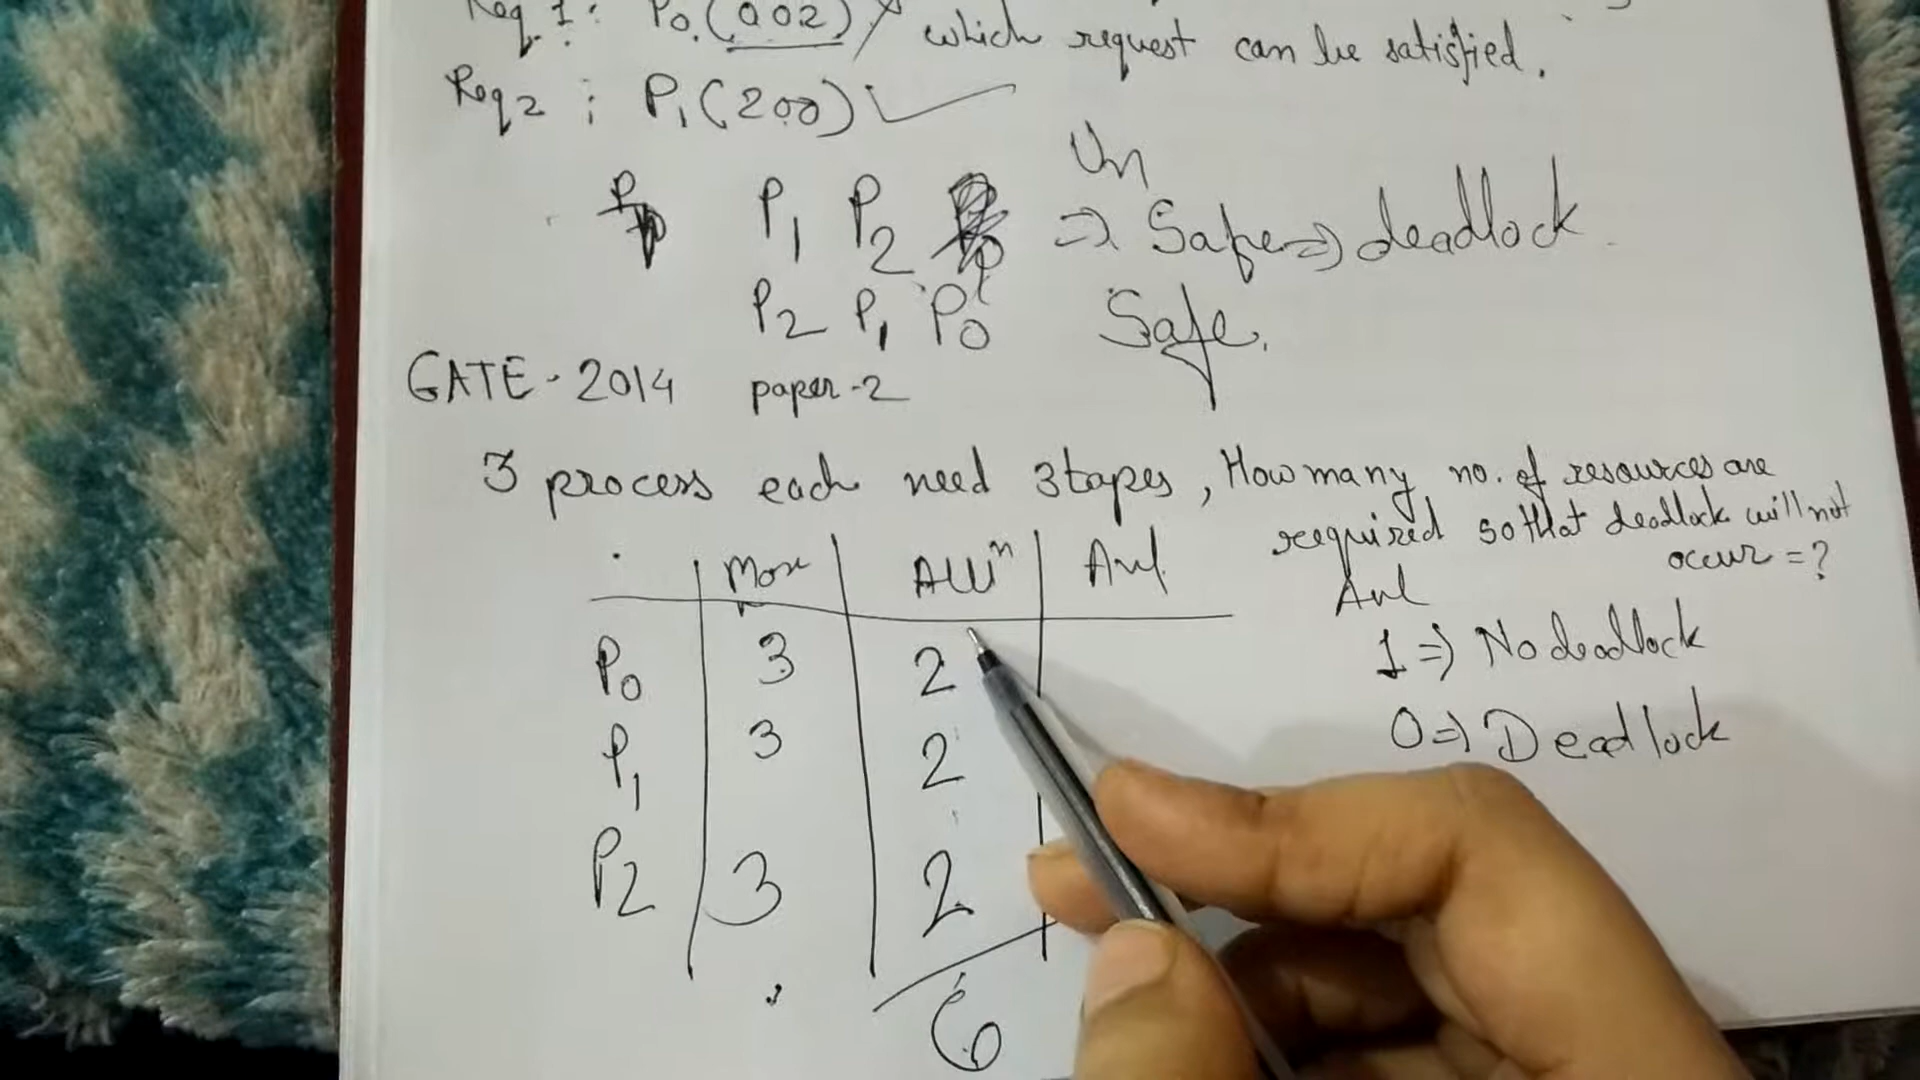 Req 1: P0 (002) which request can be satisfied.
Req 2 ; P1 (200)
P1 P2 ⇒ Un Safe ⇒ deadlock
P2 P1 P0 Safe.
GATE - 2014 paper-2
3 process each need 3 tapes, How many no. of resources are
required so that deadlock will not
occur = ?
Max Allⁿ Avl.
Avl
P0 3 2
1 ⇒ No deadlock
P1 3 2
0 ⇒ Deadlock
P2 3 2
6